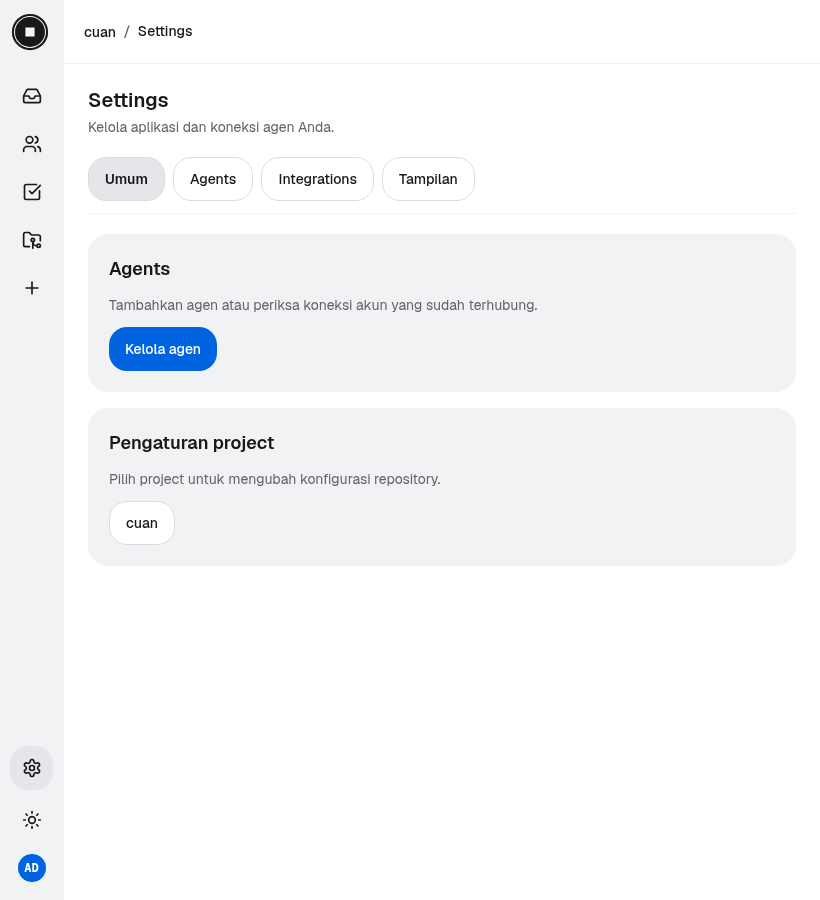 cuan / Settings
Settings
Kelola aplikasi dan koneksi agen Anda.
Umum Agents Integrations Tampilan
Agents
Tambahkan agen atau periksa koneksi akun yang sudah terhubung.
Kelola agen
Pengaturan project
Pilih project untuk mengubah konfigurasi repository.
cuan
AD